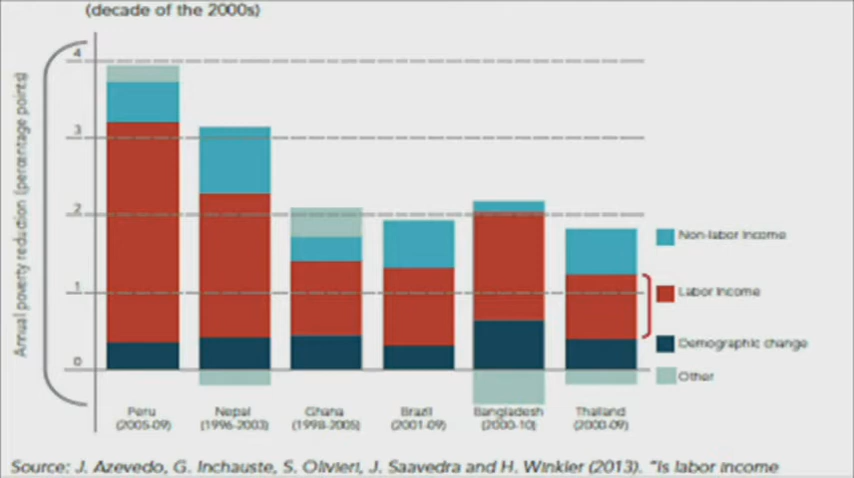 (decade of the 2000s)
Annual poverty reduction (percentage points)
4
3
2
1
0
Non-labor Income
Labor Income
Demographic change
Other
Peru
(2005-09)
Nepal
(1996-2003)
Ghana
(1998-2005)
Brazil
(2001-09)
Bangladesh
(2000-10)
Thailand
(2000-09)
Source: J. Azevedo, G. Inchauste, S. Olivieri, J. Saavedra and H. Winkler (2013). "Is labor income